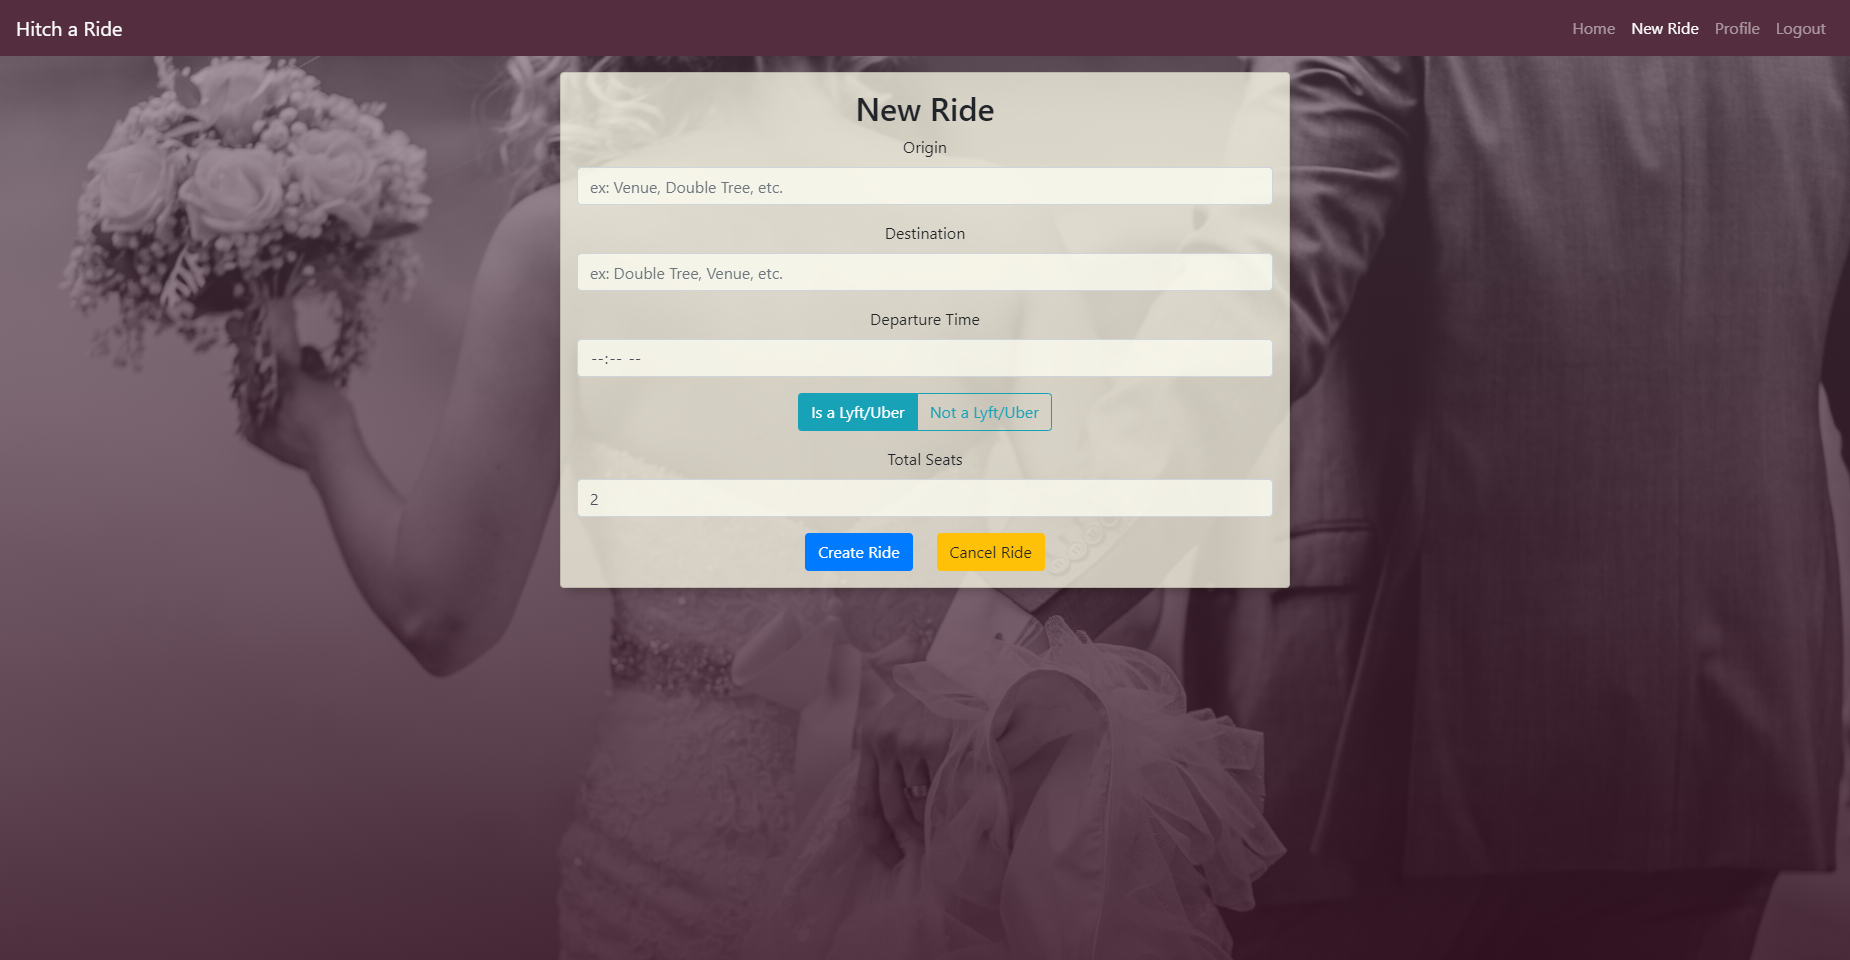 Hitch a Ride
Home New Ride Profile Logout
New Ride
Origin
ex: Venue, Double Tree, etc.
Destination
ex: Double Tree, Venue, etc.
Departure Time
--:-- --
Is a Lyft/Uber Not a Lyft/Uber
Total Seats
2
Create Ride Cancel Ride